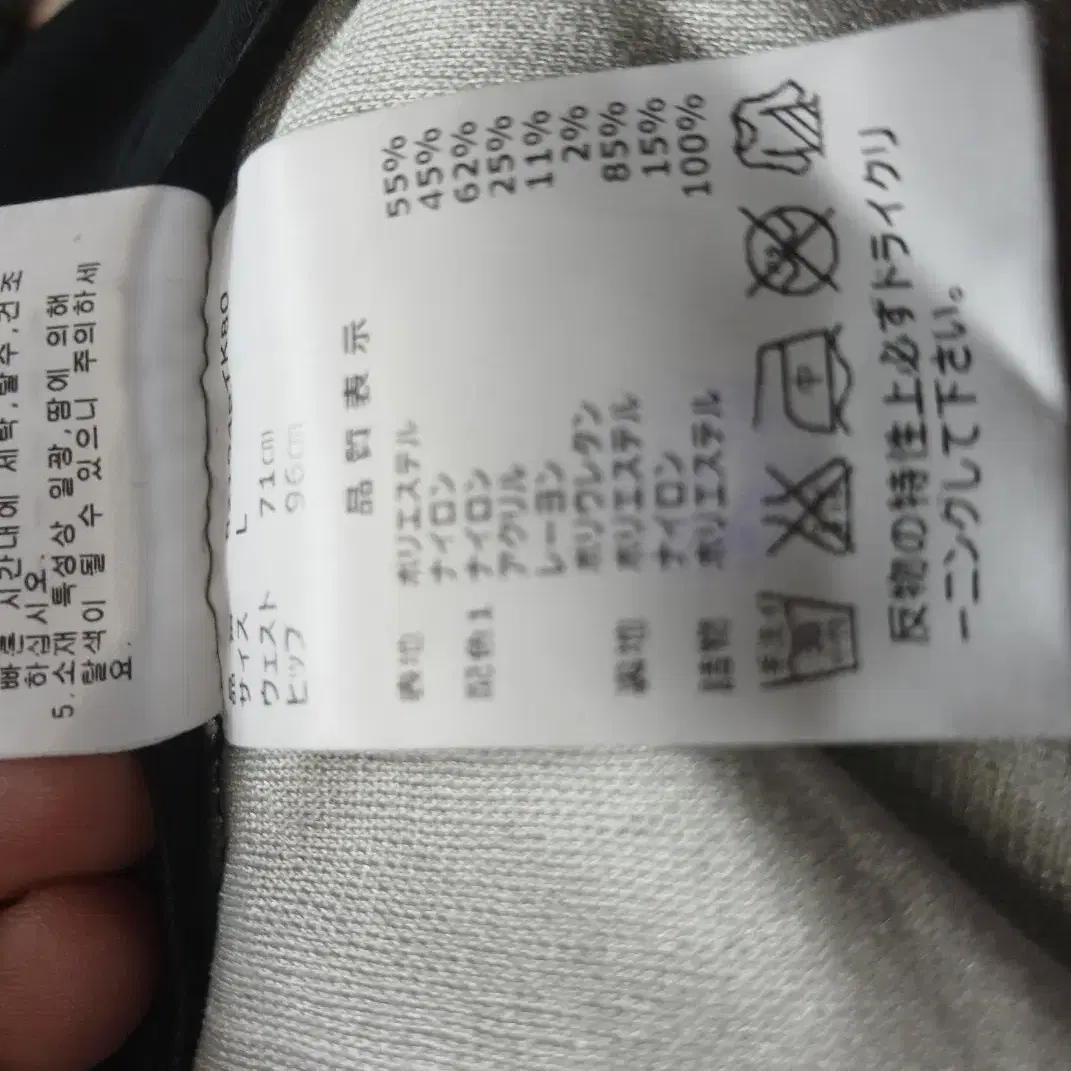 빠른 시간내에 세탁,탈수,건조
하십시오.
5. 소재 특성상 일광,땀에 의해
탈색이 될 수 있으니 주의하세
요.
サイズ L
ウェスト 71cm
ヒップ 96cm
品質表示
表地 ポリエステル 55%
ナイロン 45%
配色1 ナイロン 62%
アクリル 25%
レーヨン 11%
ポリウレタン 2%
裏地 ポリエステル 85%
ナイロン 15%
詰物 ポリエステル 100%
中
反物の特性上必ずドライクリ
ーニングして下さい。